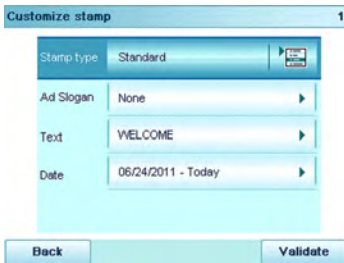 Customize stamp 1
Stamp type Standard
Ad Slogan None
Text WELCOME
Date 06/24/2011 - Today
Back Validate